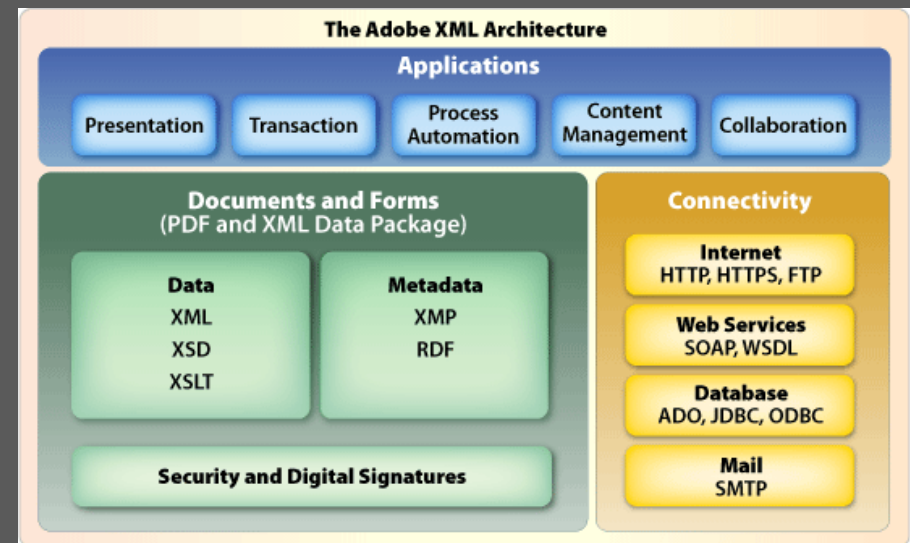 The Adobe XML Architecture
Applications
Presentation
Transaction
Process
Automation
Content
Management
Collaboration
Documents and Forms
(PDF and XML Data Package)
Data
XML
XSD
XSLT
Metadata
XMP
RDF
Security and Digital Signatures
Connectivity
Internet
HTTP, HTTPS, FTP
Web Services
SOAP, WSDL
Database
ADO, JDBC, ODBC
Mail
SMTP